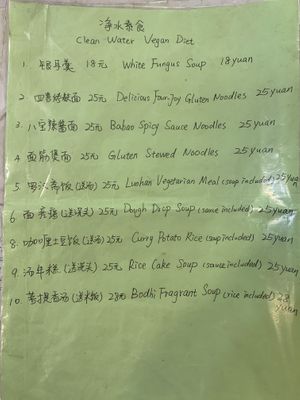 净水素食
Clean Water Vegan Diet
1. 银耳羹 18元 White Fungus Soup 18yuan
2. 四喜烤麸面 25元 Delicious Four-Joy Gluten Noodles 25yuan
3. 八宝辣酱面 25元 Babao Spicy Sauce Noodles 25yuan
4 面筋煲面 25元 Gluten Stewed Noodles 25yuan
5. 罗汉斋饭(送汤) 25元 Luohan Vegetarian Meal (soup included) 25yuan
6 面疙瘩(送浇头) 25元 Dough Drop Soup (same included) 25yuan
8. 咖喱土豆饭(送汤) 25元 Curry Potato Rice (soup included) 25yuan
9. 汤年糕(送浇头) 25元 Rice Cake Soup (sauce included) 25yuan
10. 菩提香汤(送米饭) 28元 Bodhi Fragrant Soup (rice included) 28yuan